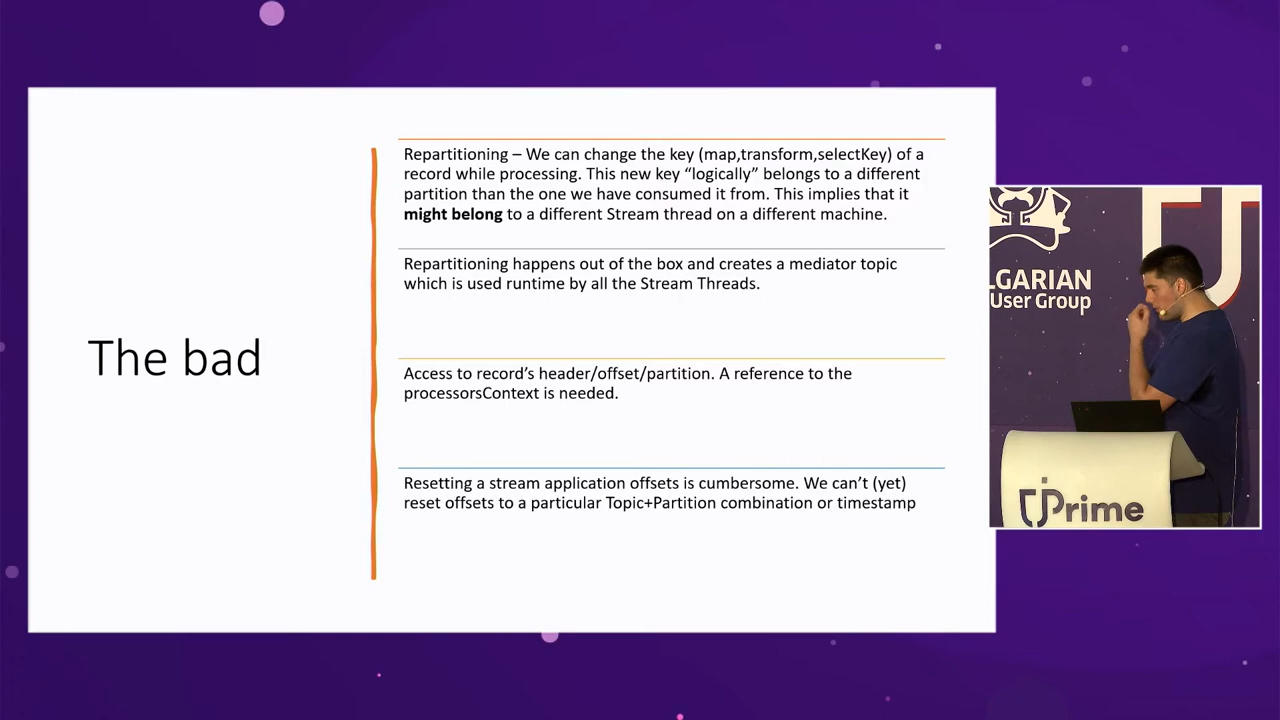 The bad
Repartitioning – We can change the key (map,transform,selectKey) of a
record while processing. This new key “logically” belongs to a different
partition than the one we have consumed it from. This implies that it
might belong to a different Stream thread on a different machine.
Repartitioning happens out of the box and creates a mediator topic
which is used runtime by all the Stream Threads.
Access to record’s header/offset/partition. A reference to the
processorsContext is needed.
Resetting a stream application offsets is cumbersome. We can’t (yet)
reset offsets to a particular Topic+Partition combination or timestamp
LGARIAN
User Group
jPrime